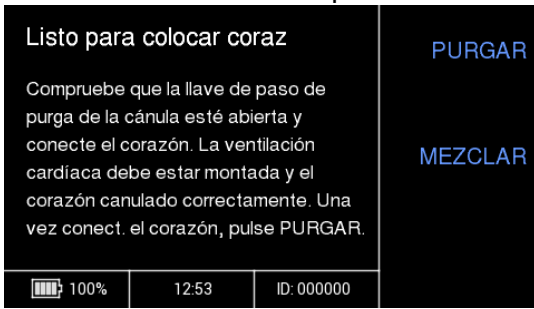 Listo para colocar coraz
Compruebe que la llave de paso de
purga de la cánula esté abierta y
conecte el corazón. La ventilación
cardíaca debe estar montada y el
corazón canulado correctamente. Una
vez conect. el corazón, pulse PURGAR.
PURGAR
MEZCLAR
100%
12:53
ID: 000000